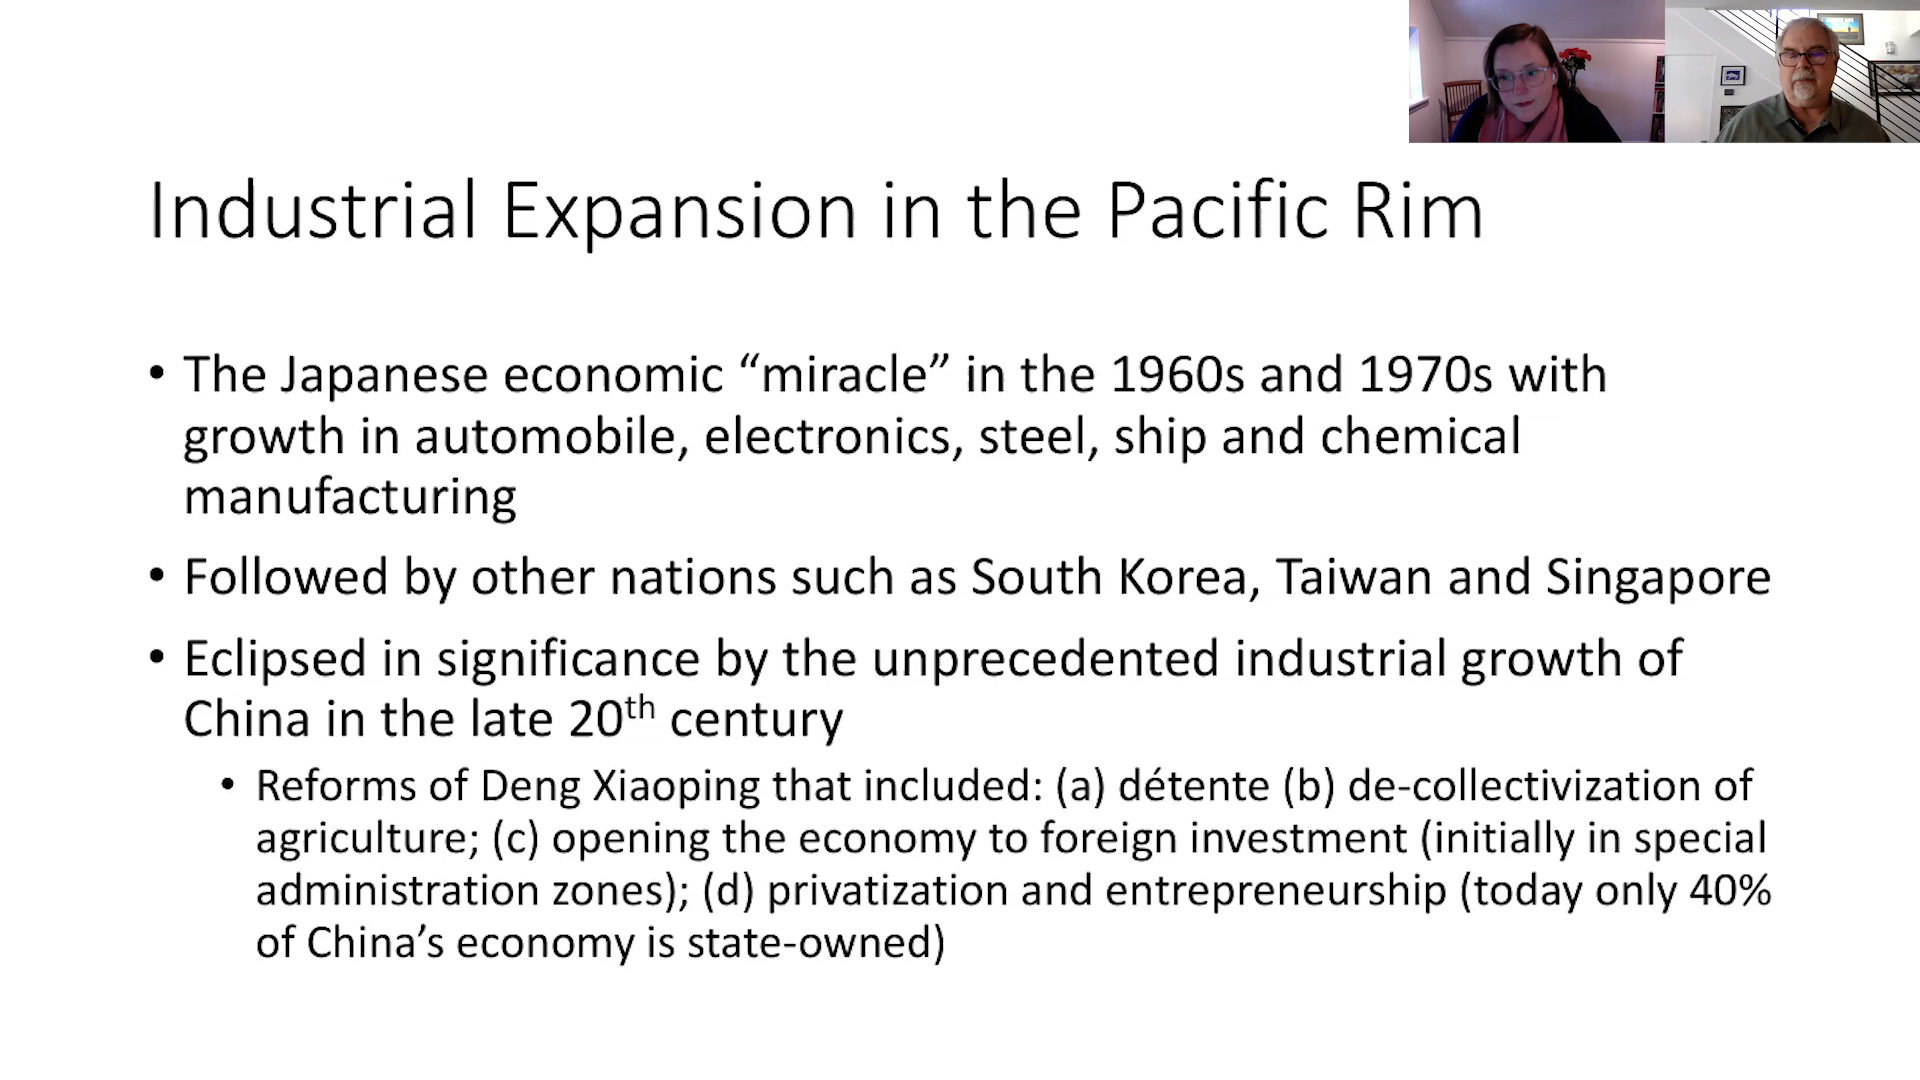 Industrial Expansion in the Pacific Rim
• The Japanese economic “miracle” in the 1960s and 1970s with
growth in automobile, electronics, steel, ship and chemical
manufacturing
• Followed by other nations such as South Korea, Taiwan and Singapore
• Eclipsed in significance by the unprecedented industrial growth of
China in the late 20th century
• Reforms of Deng Xiaoping that included: (a) détente (b) de-collectivization of
agriculture; (c) opening the economy to foreign investment (initially in special
administration zones); (d) privatization and entrepreneurship (today only 40%
of China’s economy is state-owned)